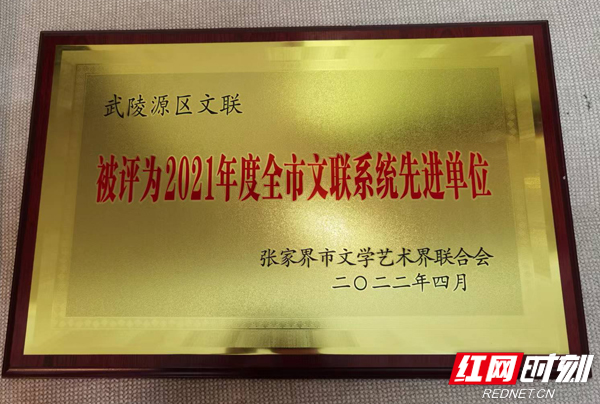 武陵源区文联
被评为2021年度全市文联系统先进单位
张家界市文学艺术界联合会
二〇二二年四月
红网时刻
REDNET.CN